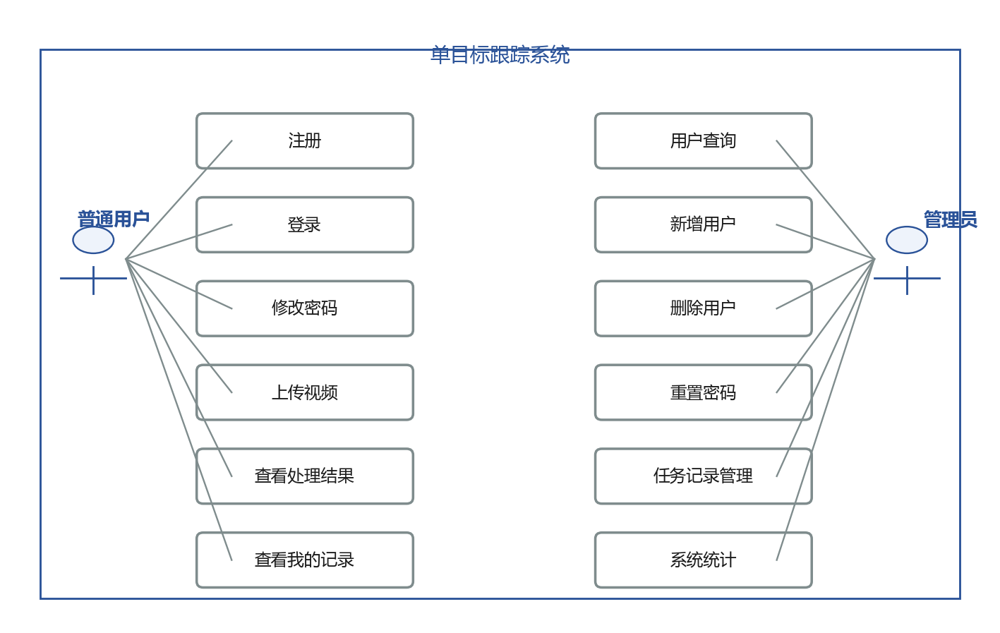 单目标跟踪系统
普通用户
注册
登录
修改密码
上传视频
查看处理结果
查看我的记录
用户查询
新增用户
删除用户
重置密码
任务记录管理
系统统计
管理员